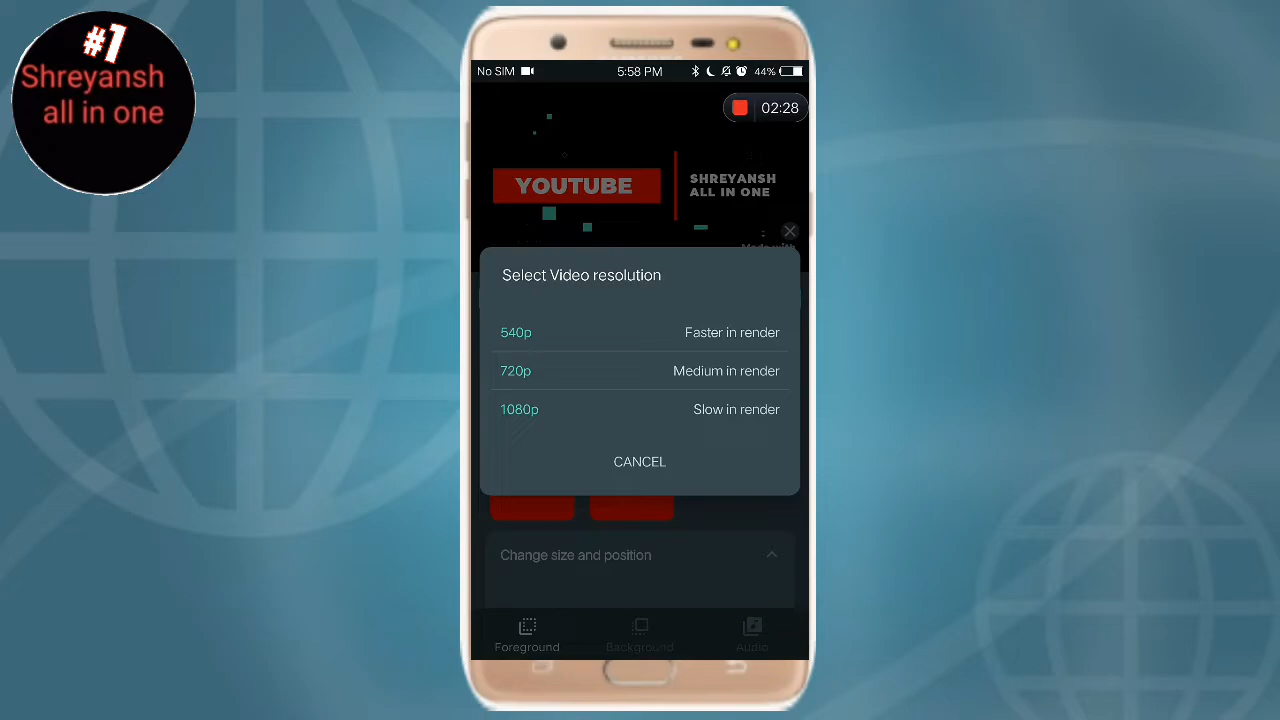 #1
Shreyansh
all in one
No SIM
5:58 PM
44%
02:28
YOUTUBE
SHREYANSH
ALL IN ONE
Made with
Select Video resolution
540p Faster in render
720p Medium in render
1080p Slow in render
CANCEL
Change size and position
Foreground Background Audio